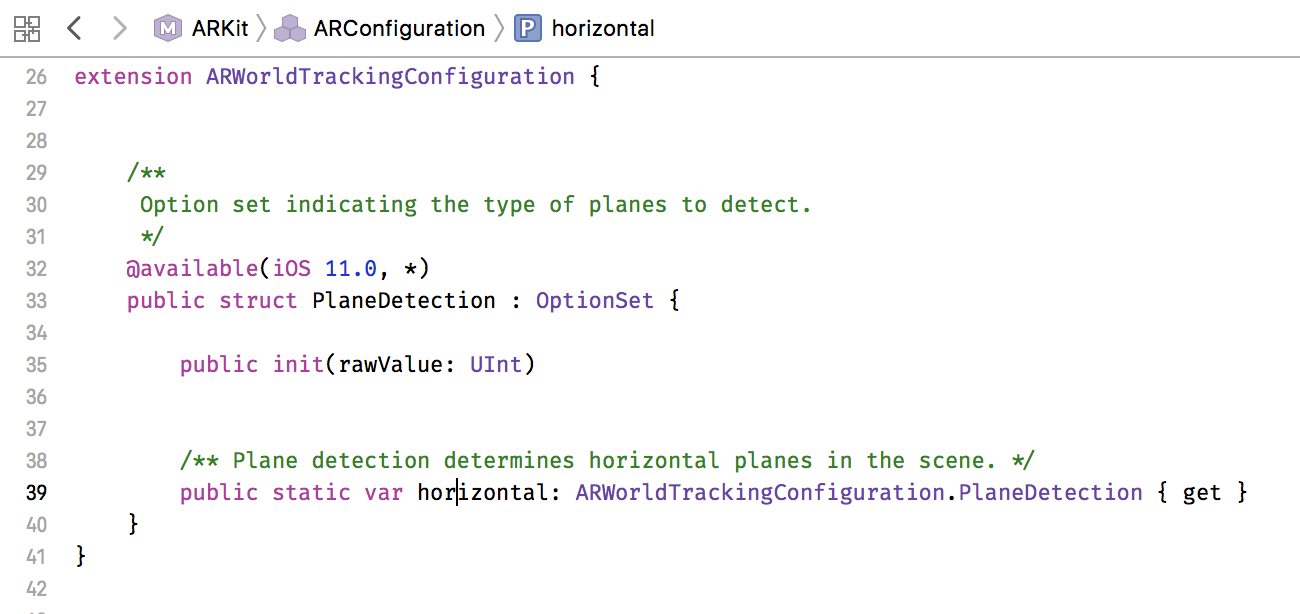 M ARKit ARConfiguration P horizontal
26 extension ARWorldTrackingConfiguration {
27
28
29 /**
30 Option set indicating the type of planes to detect.
31 */
32 @available(iOS 11.0, *)
33 public struct PlaneDetection : OptionSet {
34
35 public init(rawValue: UInt)
36
37
38 /** Plane detection determines horizontal planes in the scene. */
39 public static var horizontal: ARWorldTrackingConfiguration.PlaneDetection { get }
40 }
41 }
42